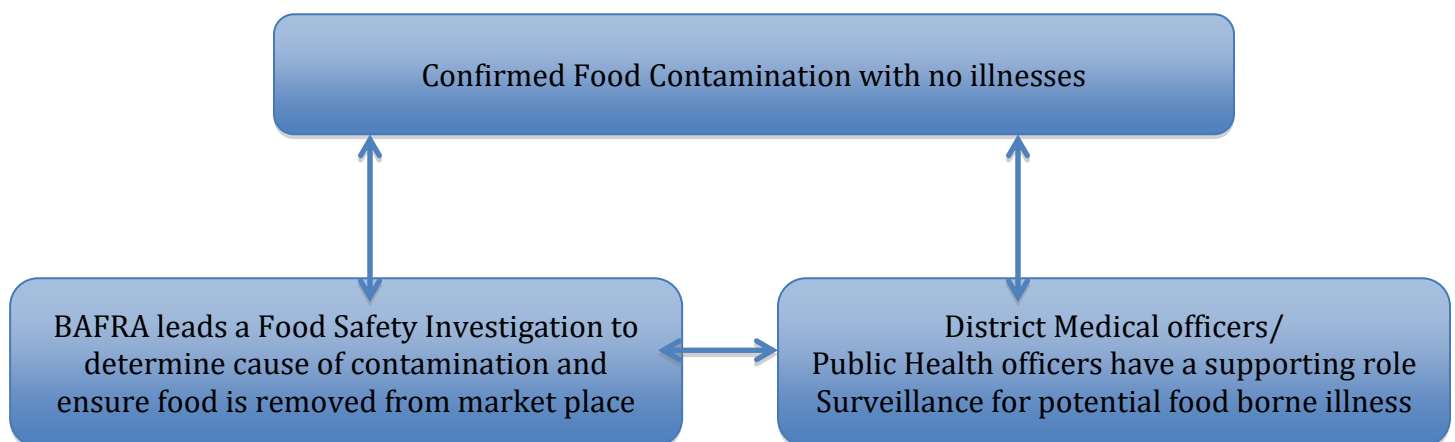 Confirmed Food Contamination with no illnesses
BAFRA leads a Food Safety Investigation to
determine cause of contamination and
ensure food is removed from market place
District Medical officers/
Public Health officers have a supporting role
Surveillance for potential food borne illness